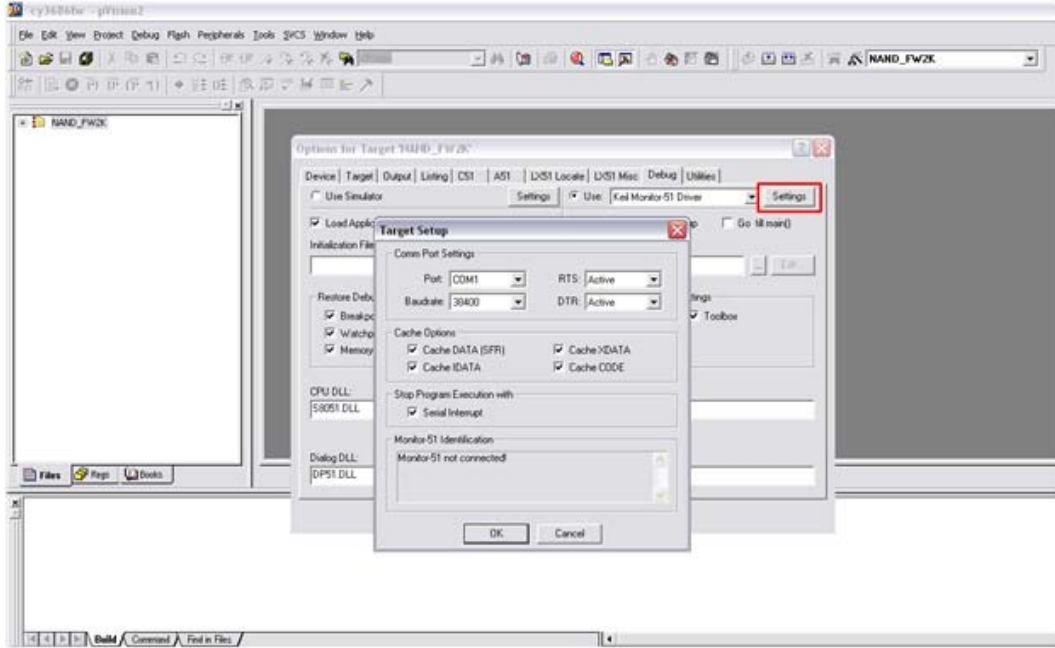 cy3686fw - µVision2
File Edit View Project Debug Flash Peripherals Tools SVCS Window Help
NAND_FW2K
NAND_FW2K
Options for Target 'NAND_FW2K'
Device Target Output Listing C51 A51 LX51 Locate LX51 Misc Debug Utilities
Use Simulator Settings Use: Keil Monitor-51 Driver Settings
Load Applic Go till main()
Initialization File
Restore Debu
Breakpo Toolbox
Watchp
Memory
CPU DLL:
S8051.DLL
Dialog DLL:
DP51.DLL
Target Setup
Comm Port Settings
Port: COM1 RTS: Active
Baudrate: 38400 DTR: Active
Cache Options
Cache DATA (SFR) Cache XDATA
Cache IDATA Cache CODE
Stop Program Execution with
Serial Interrupt
Monitor-51 Identification
Monitor-51 not connected!
OK Cancel
Files Regs Books
Build Command Find in Files